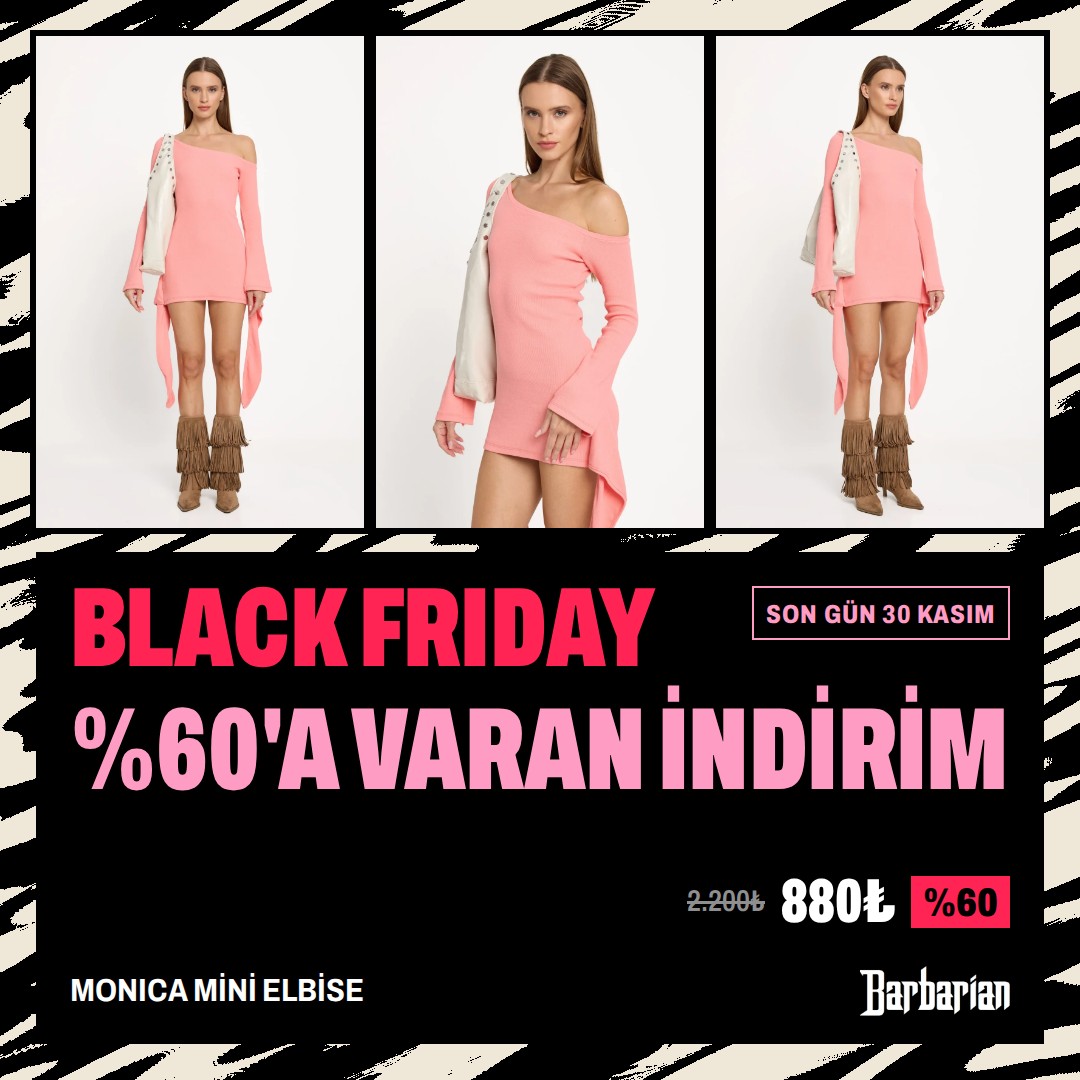 BLACK FRIDAY
SON GÜN 30 KASIM
%60'A VARAN İNDİRİM
2.200₺ 880₺ %60
MONICA MİNİ ELBİSE
Barbarian